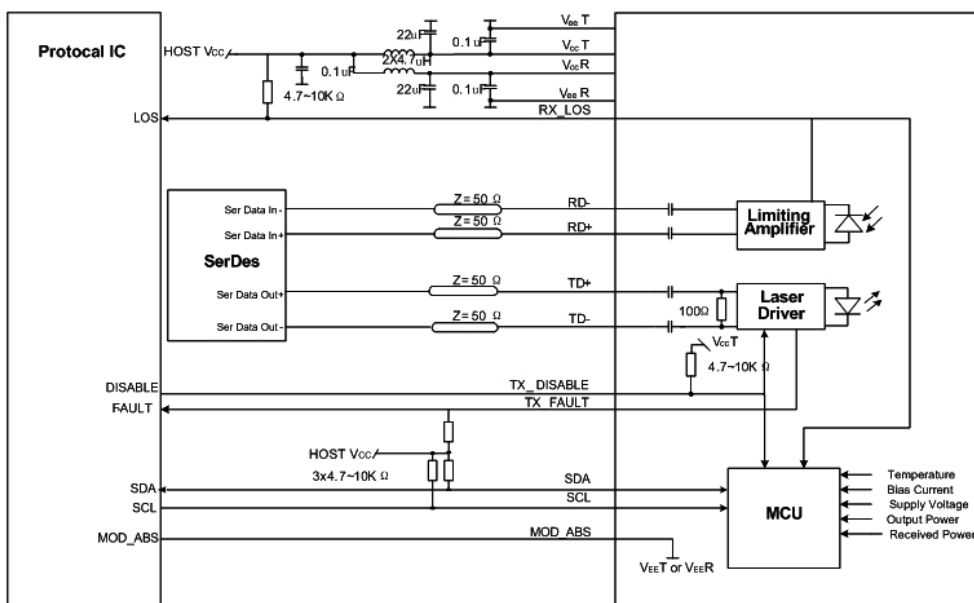 Protocal IC
HOST Vcc
22uF
0.1uF
VeeT
VccT
2X4.7uH
0.1uF
VccR
4.7~10K Ω
22uF
0.1uF
VeeR
LOS
RX_LOS
Ser Data In -
Z= 50 Ω
RD-
Ser Data In+
Z= 50 Ω
RD+
Limiting
Amplifier
SerDes
Ser Data Out+
Z= 50 Ω
TD+
Ser Data Out -
Z= 50 Ω
TD-
100Ω
Laser
Driver
VccT
4.7~10K Ω
DISABLE
TX_DISABLE
FAULT
TX_FAULT
HOST Vcc
3x4.7~10K Ω
SDA
SDA
SCL
SCL
MCU
Temperature
Bias Current
Supply Voltage
Output Power
Received Power
MOD_ABS
MOD_ABS
VEET or VEER